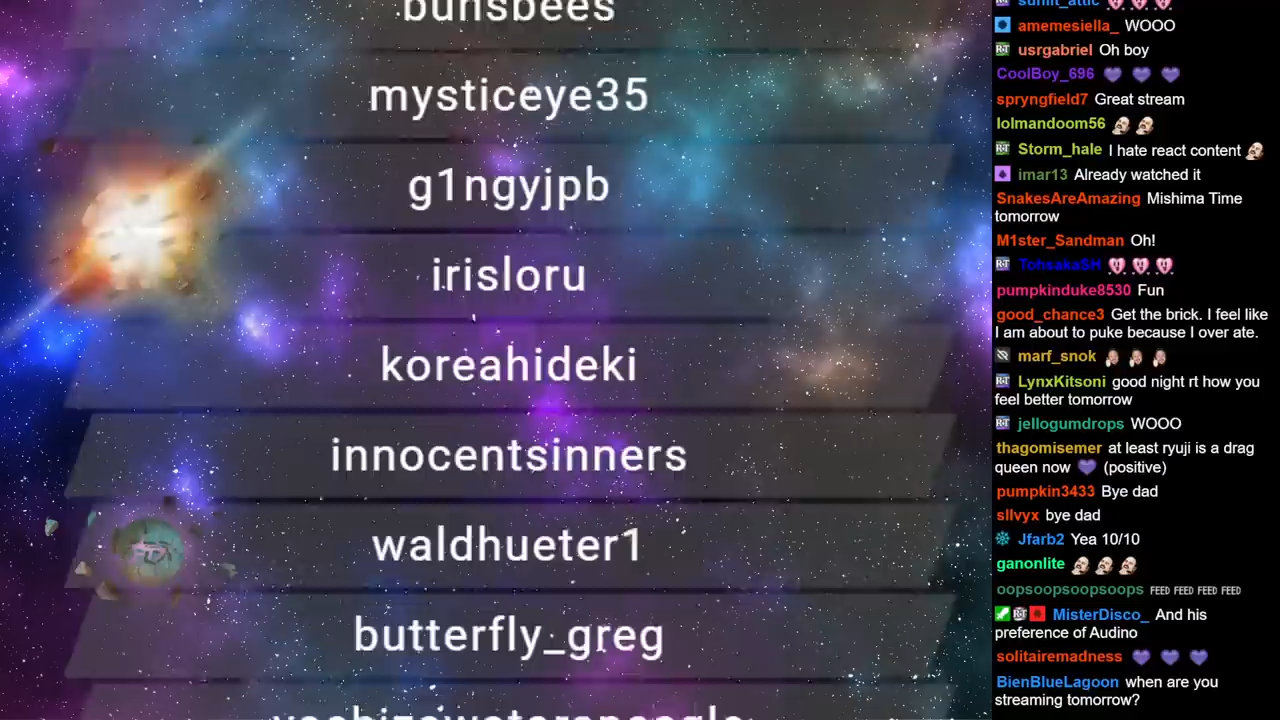 bunsbees
mysticeye35
g1ngyjpb
irisloru
koreahideki
innocentsinners
waldhueter1
butterfly_greg
sunlit_attic
amemesiella_ WOOO
usrgabriel Oh boy
CoolBoy_696
spryngfield7 Great stream
lolmandoom56
Storm_hale I hate react content
imar13 Already watched it
SnakesAreAmazing Mishima Time
tomorrow
M1ster_Sandman Oh!
TohsakaSH
pumpkinduke8530 Fun
good_chance3 Get the brick. I feel like
I am about to puke because I over ate.
marf_snok
LynxKitsoni good night rt how you
feel better tomorrow
jellogumdrops WOOO
thagomisemer at least ryuji is a drag
queen now (positive)
pumpkin3433 Bye dad
sllvyx bye dad
Jfarb2 Yea 10/10
ganonlite
oopsoopsoopsoops FEED FEED FEED FEED
MisterDisco_ And his
preference of Audino
solitairemadness
BienBlueLagoon when are you
streaming tomorrow?